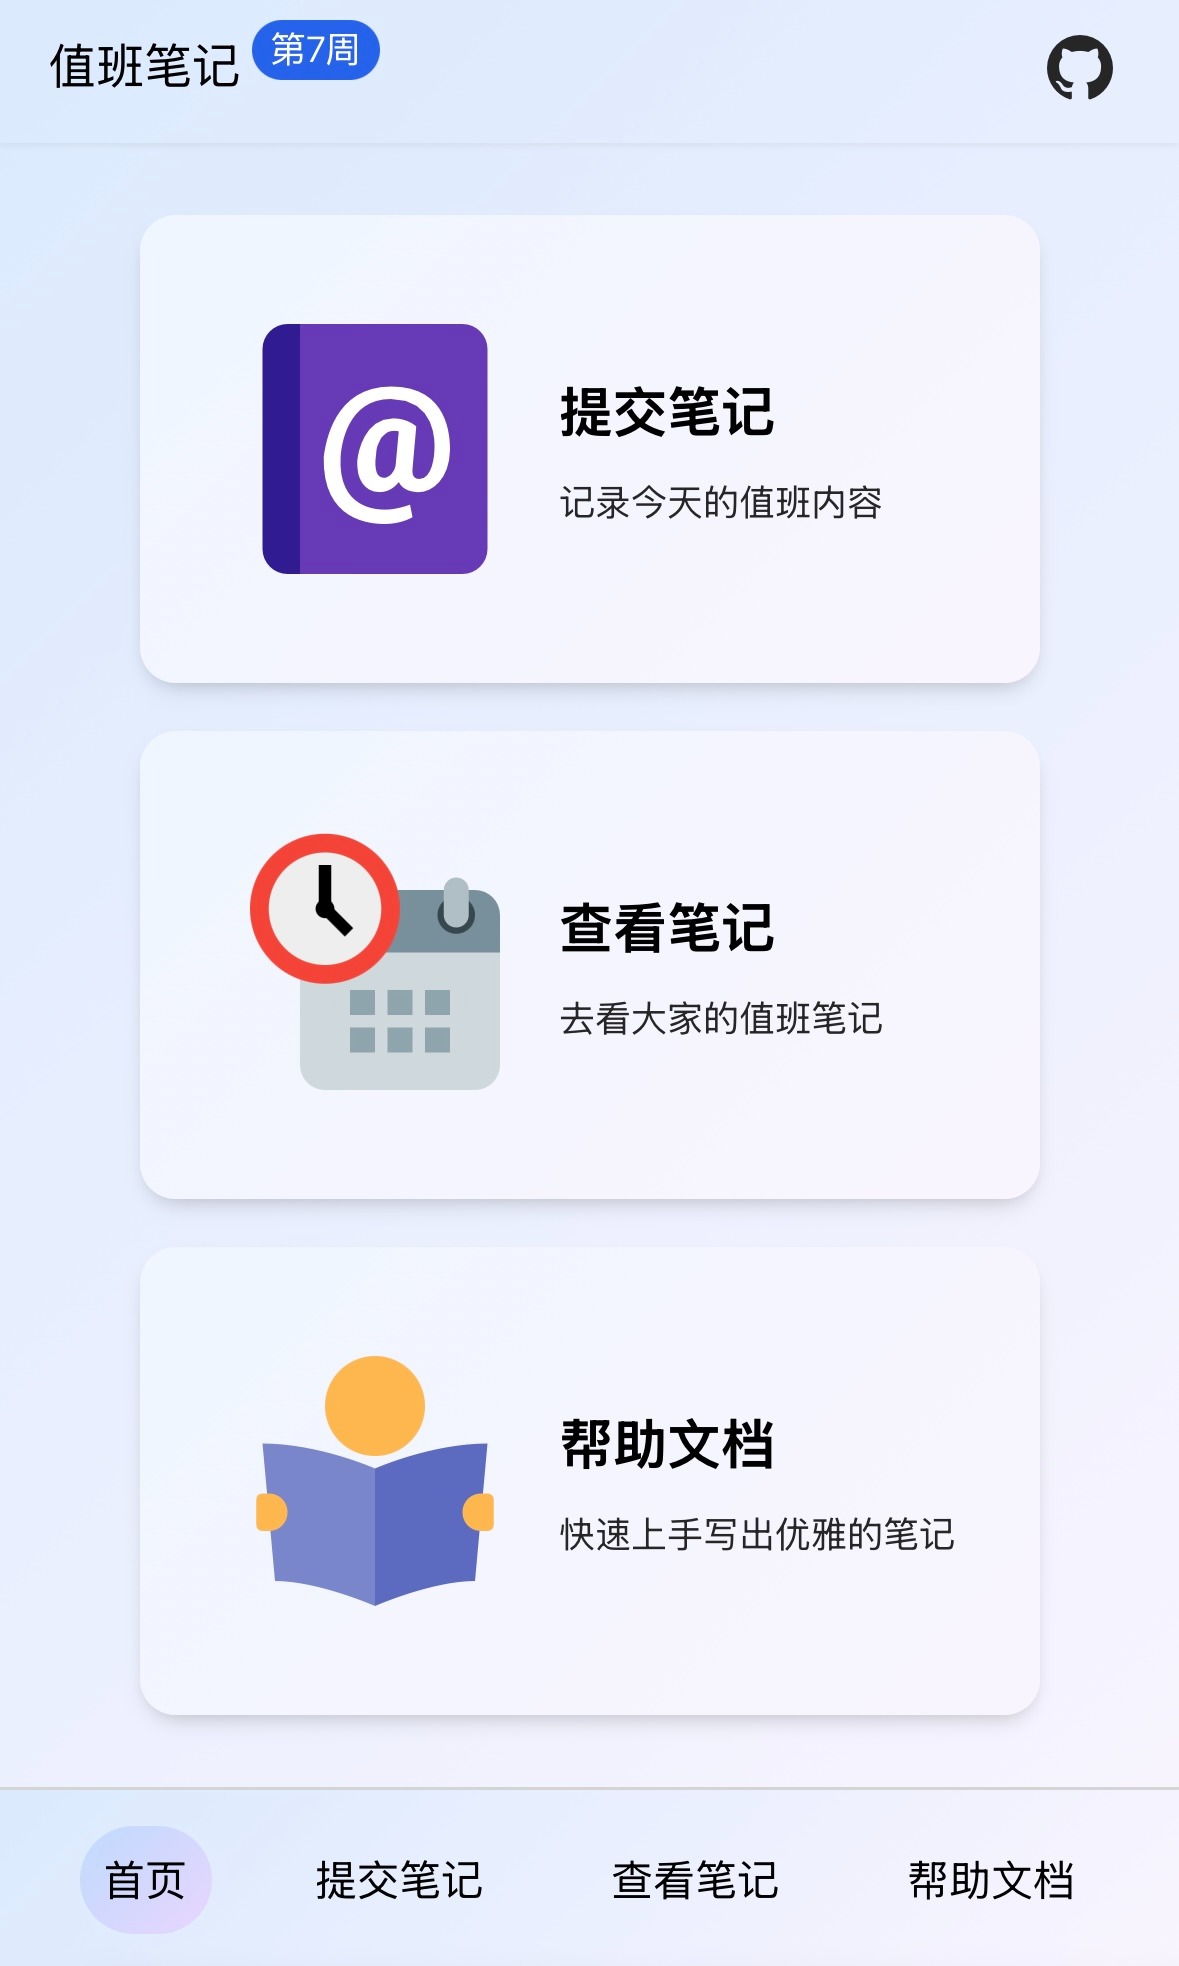 值班笔记 第7周
@
提交笔记
记录今天的值班内容
查看笔记
去看大家的值班笔记
帮助文档
快速上手写出优雅的笔记
首页 提交笔记 查看笔记 帮助文档